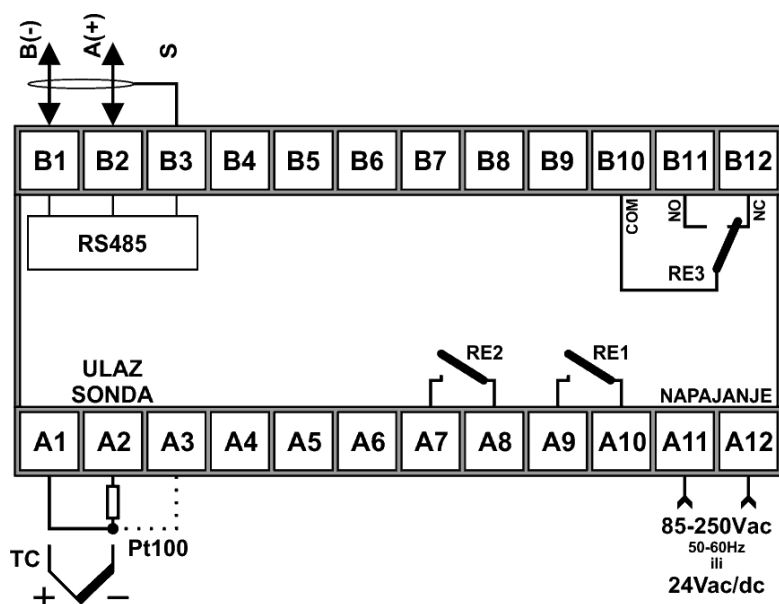 B(-) A(+) S
B1 B2 B3 B4 B5 B6 B7 B8 B9 B10 B11 B12
COM NO NC
RS485
RE3
RE2 RE1
ULAZ
SONDA
NAPAJANJE
A1 A2 A3 A4 A5 A6 A7 A8 A9 A10 A11 A12
Pt100
TC
+ −
85-250Vac
50-60Hz
ili
24Vac/dc